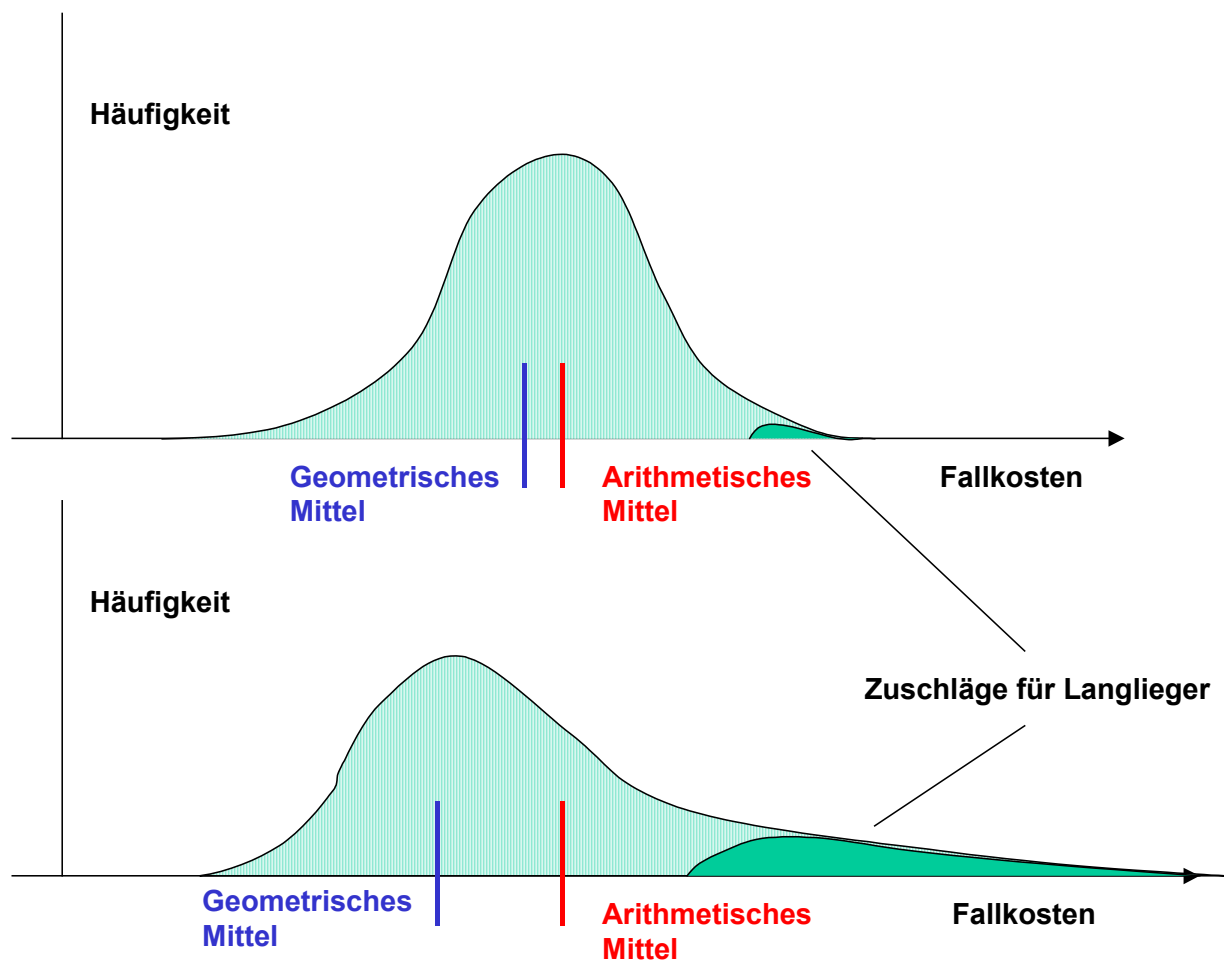 Häufigkeit
Geometrisches
Mittel
Arithmetisches
Mittel
Fallkosten
Häufigkeit
Zuschläge für Langlieger
Geometrisches
Mittel
Arithmetisches
Mittel
Fallkosten